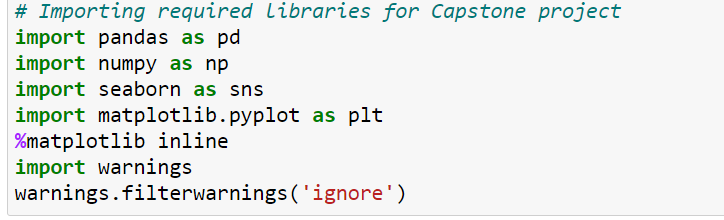 # Importing required libraries for Capstone project
import pandas as pd
import numpy as np
import seaborn as sns
import matplotlib.pyplot as plt
%matplotlib inline
import warnings
warnings.filterwarnings('ignore')